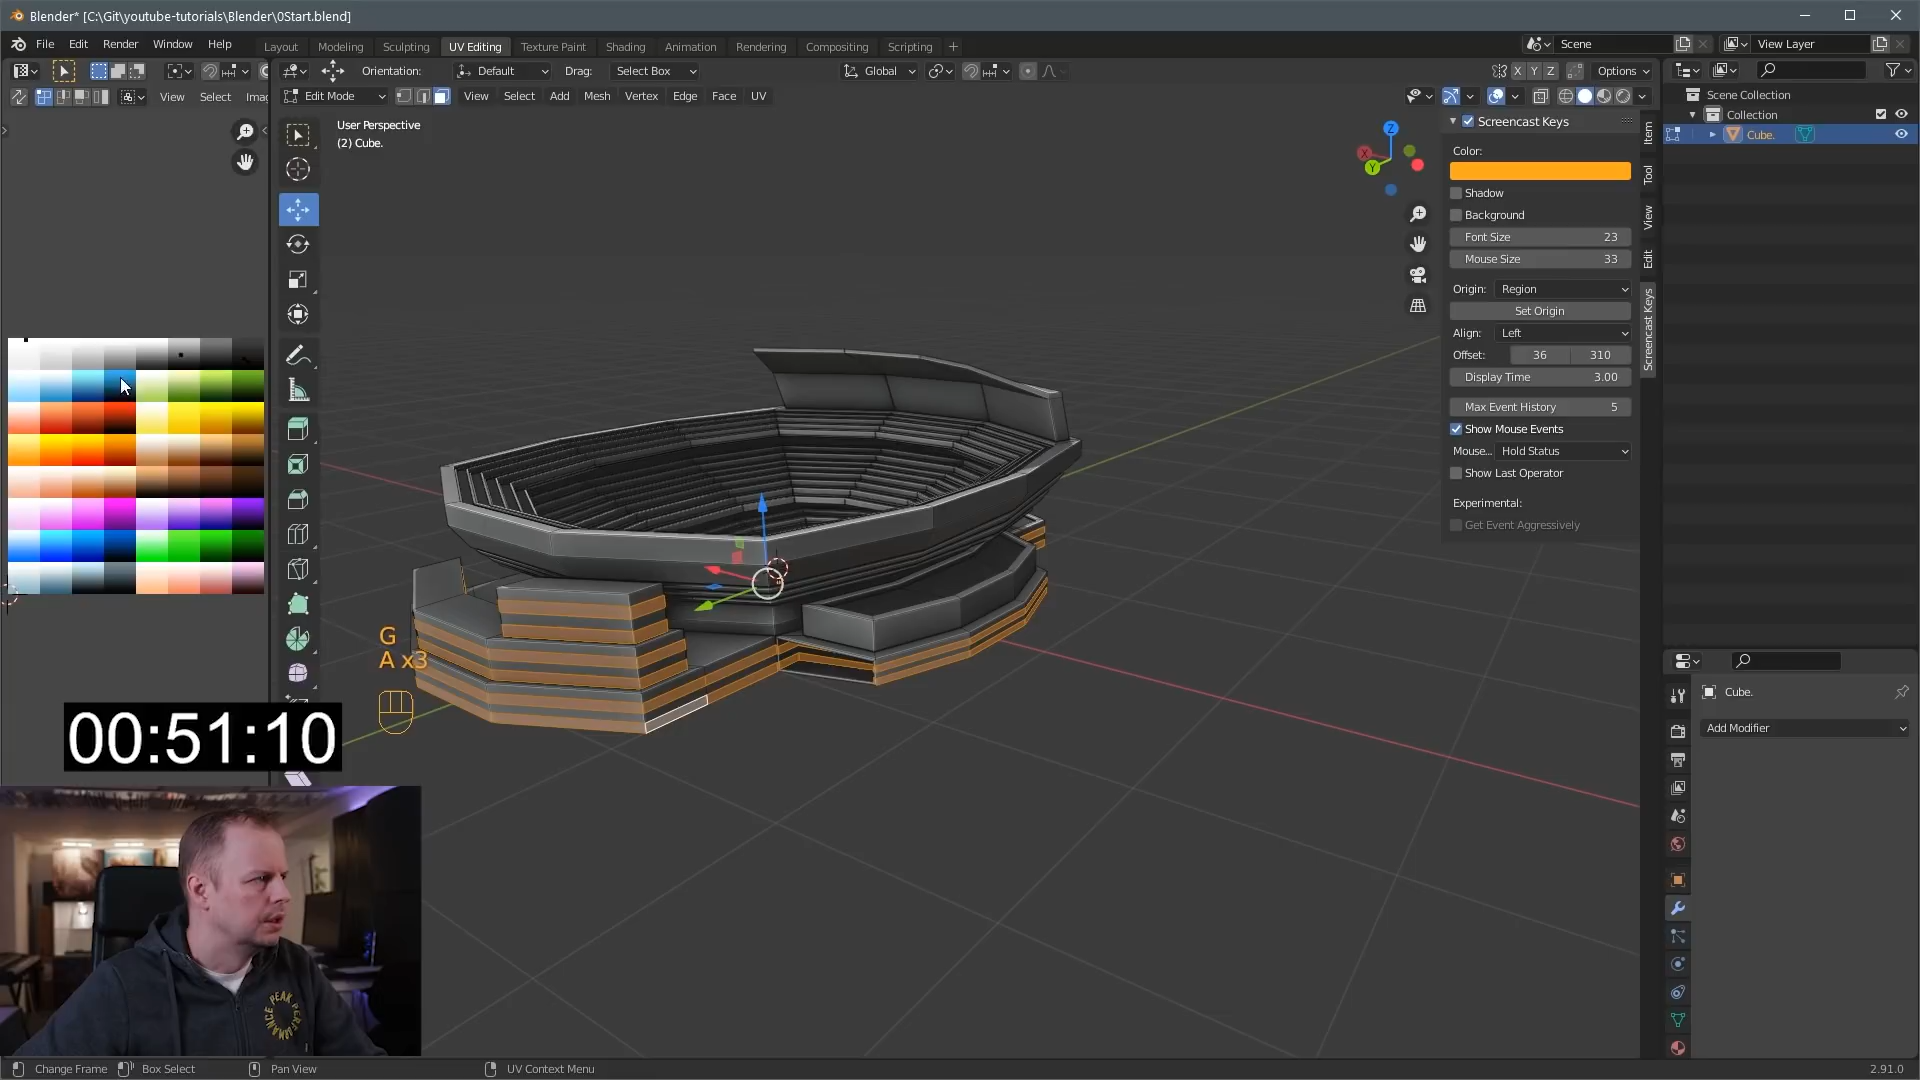 Blender* [C:\Git\youtube-tutorials\Blender\0Start.blend]
File Edit Render Window Help
Layout Modeling Sculpting UV Editing Texture Paint Shading Animation Rendering Compositing Scripting +
Scene
View Layer
Orientation: Default Drag: Select Box
Global
X Y Z Options
View Select Imag
Edit Mode View Select Add Mesh Vertex Edge Face UV
User Perspective
(2) Cube.
Z
X
Y
Screencast Keys
Color:
Shadow
Background
Font Size 23
Mouse Size 33
Origin: Region
Set Origin
Align: Left
Offset: 36 310
Display Time 3.00
Max Event History 5
Show Mouse Events
Mouse... Hold Status
Show Last Operator
Experimental:
Get Event Aggressively
Item
Tool
View
Edit
Screencast Keys
Scene Collection
Collection
Cube.
Cube.
Add Modifier
G
A x3
00:51:10
PEAK PERFORMANCE
Change Frame Box Select Pan View UV Context Menu 2.91.0